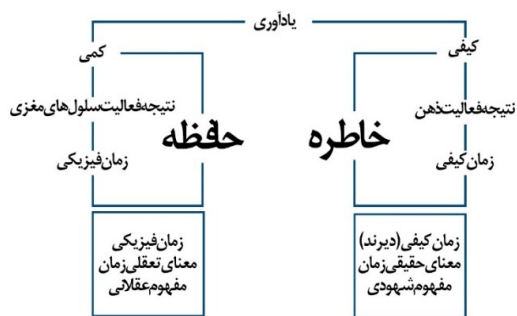 یادآوری
کیفی
کمی
نتیجه فعالیت ذهن
نتیجه فعالیت سلول‌های مغزی
خاطره
حافظه
زمان کیفی
زمان فیزیکی
زمان کیفی (دیرند)
معنای حقیقی زمان
مفهوم شهودی
زمان فیزیکی
معنای تعقلی زمان
مفهوم عقلانی